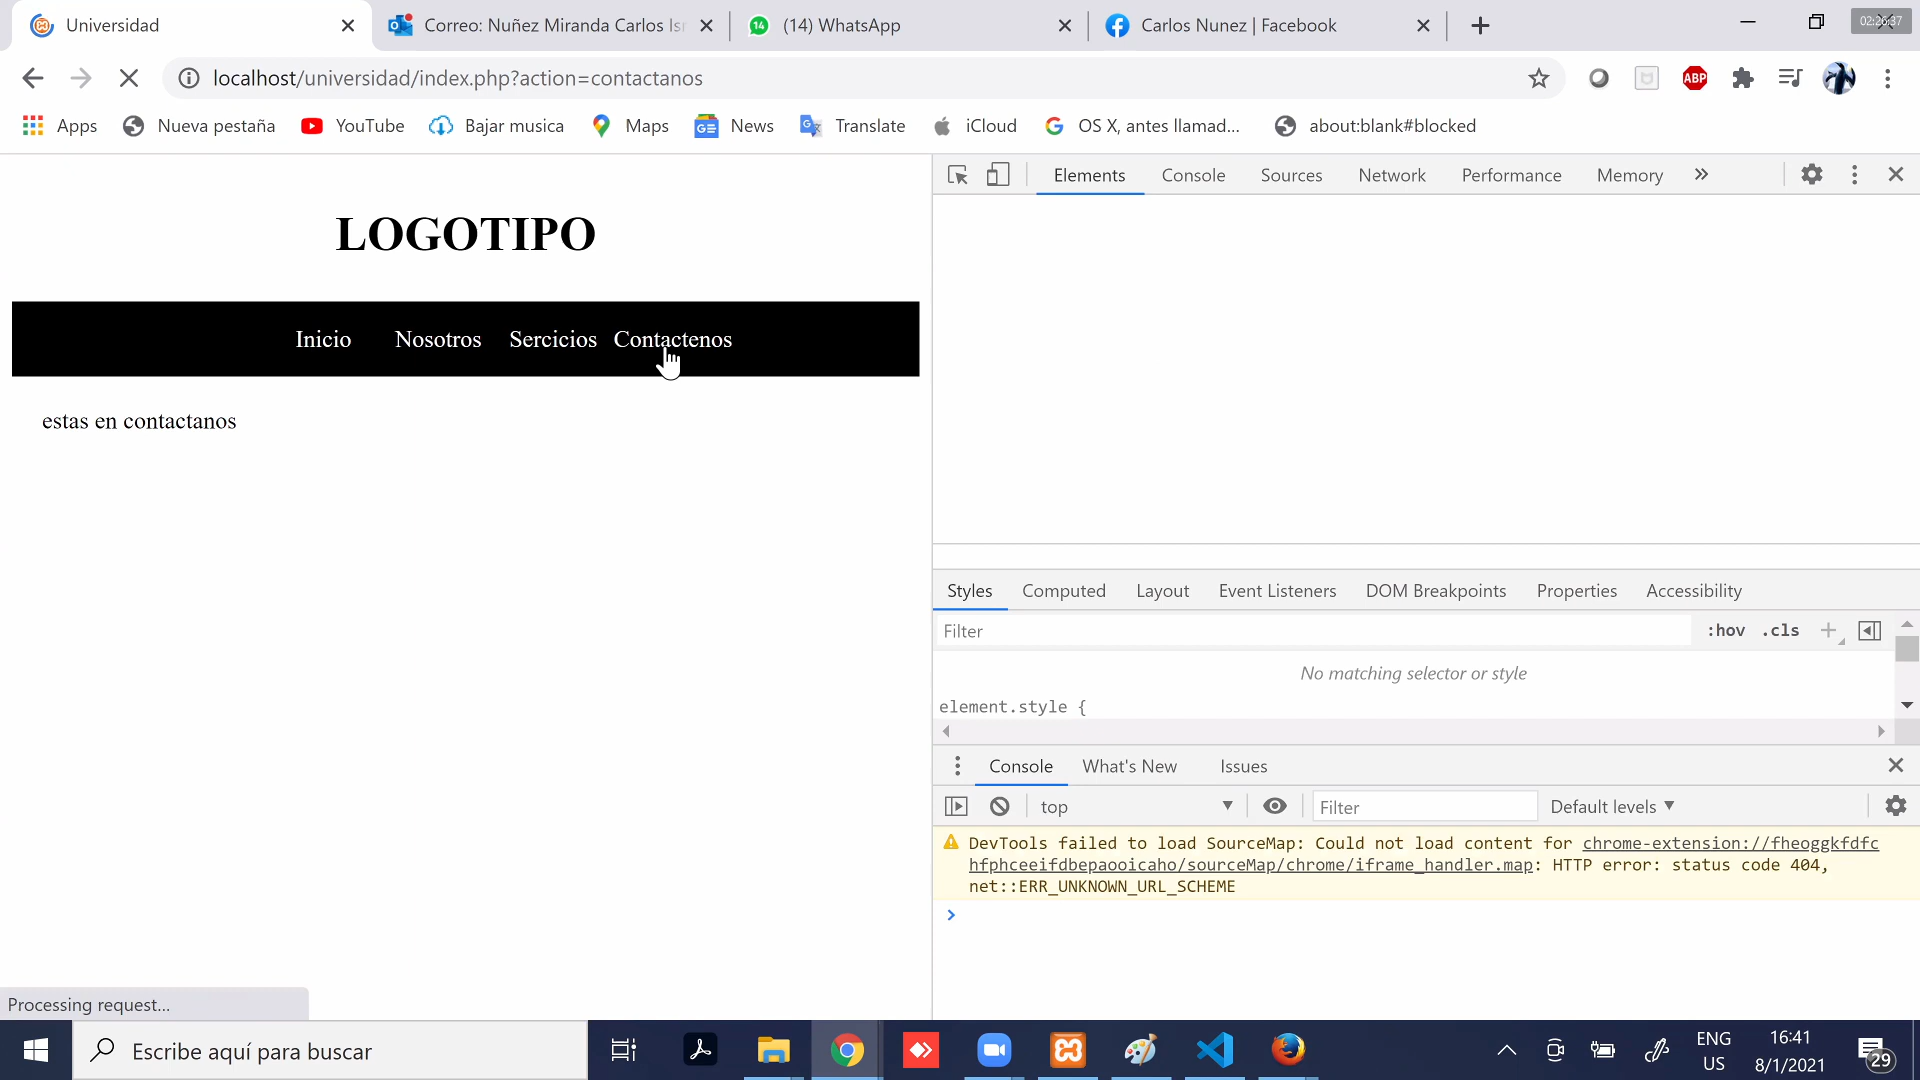 Universidad
Correo: Nuñez Miranda Carlos Isr
(14) WhatsApp
Carlos Nunez | Facebook
02:26:37
localhost/universidad/index.php?action=contactanos
ABP
Apps
Nueva pestaña
YouTube
Bajar musica
Maps
News
Translate
iCloud
OS X, antes llamad...
about:blank#blocked
LOGOTIPO
Inicio
Nosotros
Sercicios
Contactenos
estas en contactanos
Processing request...
Elements
Console
Sources
Network
Performance
Memory
Styles
Computed
Layout
Event Listeners
DOM Breakpoints
Properties
Accessibility
Filter
:hov
.cls
No matching selector or style
element.style {
Console
What's New
Issues
top
Filter
Default levels
DevTools failed to load SourceMap: Could not load content for chrome-extension://fheoggkfdfc
hfphceeifdbepaooicaho/sourceMap/chrome/iframe_handler.map: HTTP error: status code 404,
net::ERR_UNKNOWN_URL_SCHEME
Escribe aquí para buscar
ENG
US
16:41
8/1/2021
29